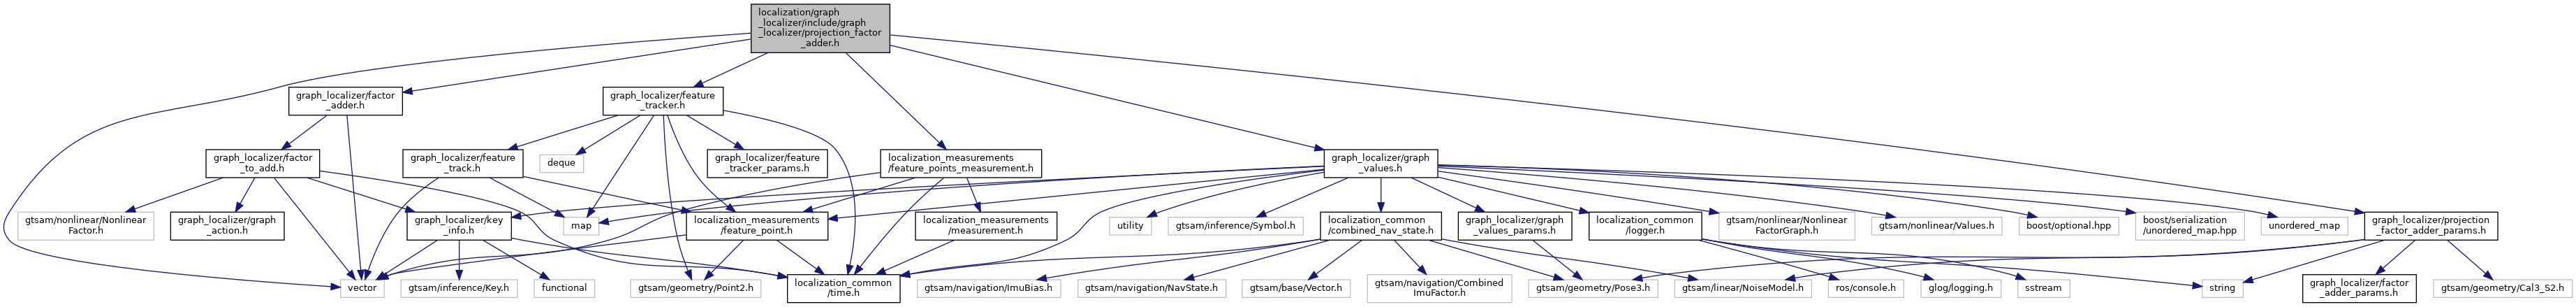 localization/graph
_localizer/include/graph
_localizer/projection_factor
_adder.h
graph_localizer/factor
_adder.h
graph_localizer/feature
_tracker.h
graph_localizer/factor
_to_add.h
graph_localizer/feature
_track.h
deque
graph_localizer/feature
_tracker_params.h
localization_measurements
/feature_points_measurement.h
graph_localizer/graph
_values.h
gtsam/nonlinear/Nonlinear
Factor.h
graph_localizer/graph
_action.h
graph_localizer/key
_info.h
map
localization_measurements
/feature_point.h
localization_measurements
/measurement.h
utility
gtsam/inference/Symbol.h
localization_common
/combined_nav_state.h
graph_localizer/graph
_values_params.h
localization_common
/logger.h
gtsam/nonlinear/Nonlinear
FactorGraph.h
gtsam/nonlinear/Values.h
boost/optional.hpp
boost/serialization
/unordered_map.hpp
unordered_map
graph_localizer/projection
_factor_adder_params.h
vector
gtsam/inference/Key.h
functional
gtsam/geometry/Point2.h
localization_common
/time.h
gtsam/navigation/ImuBias.h
gtsam/navigation/NavState.h
gtsam/base/Vector.h
gtsam/navigation/Combined
ImuFactor.h
gtsam/geometry/Pose3.h
gtsam/linear/NoiseModel.h
ros/console.h
glog/logging.h
sstream
string
graph_localizer/factor
_adder_params.h
gtsam/geometry/Cal3_S2.h